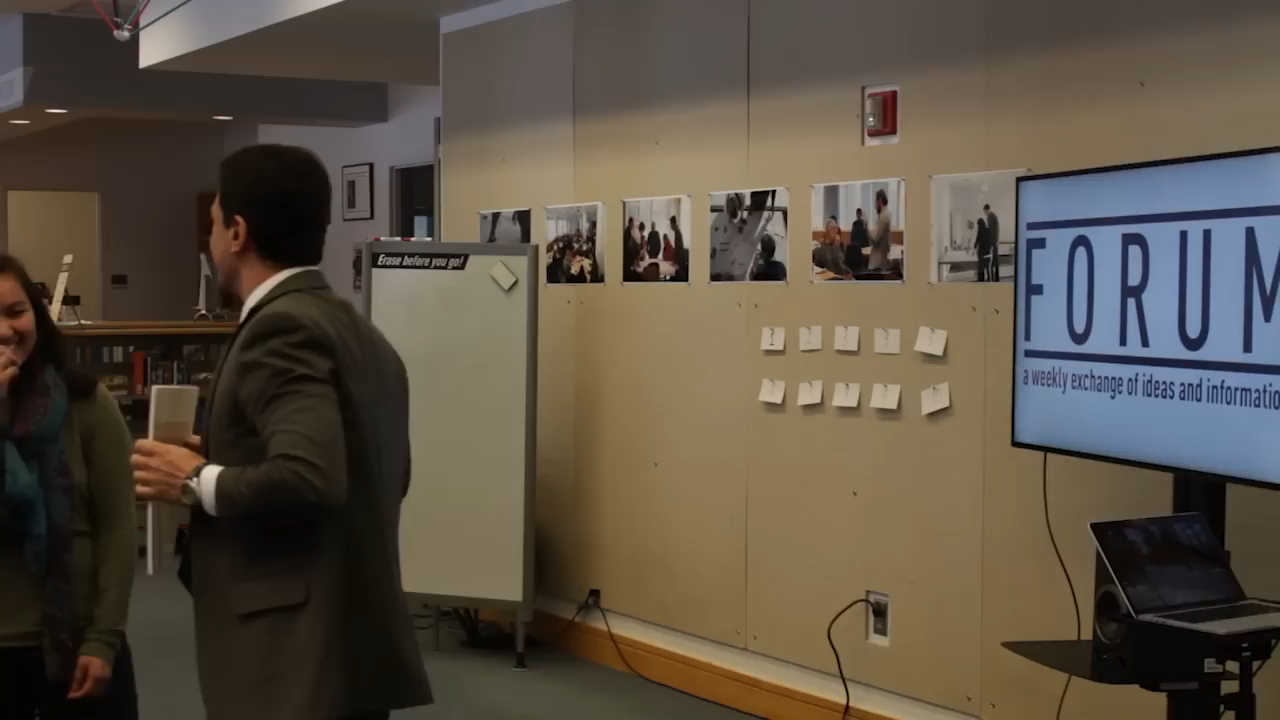 Erase before you go!
FORUM
a weekly exchange of ideas and informatio